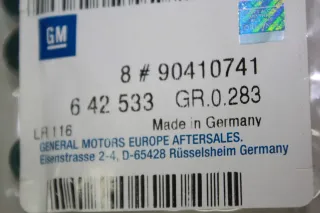 GM
8 # 90410741
6 42 533 GR.0.283
Made in Germany
LR 116
GENERAL MOTORS EUROPE AFTERSALES.
Eisenstrasse 2-4, D-65428 Rüsselsheim Germany